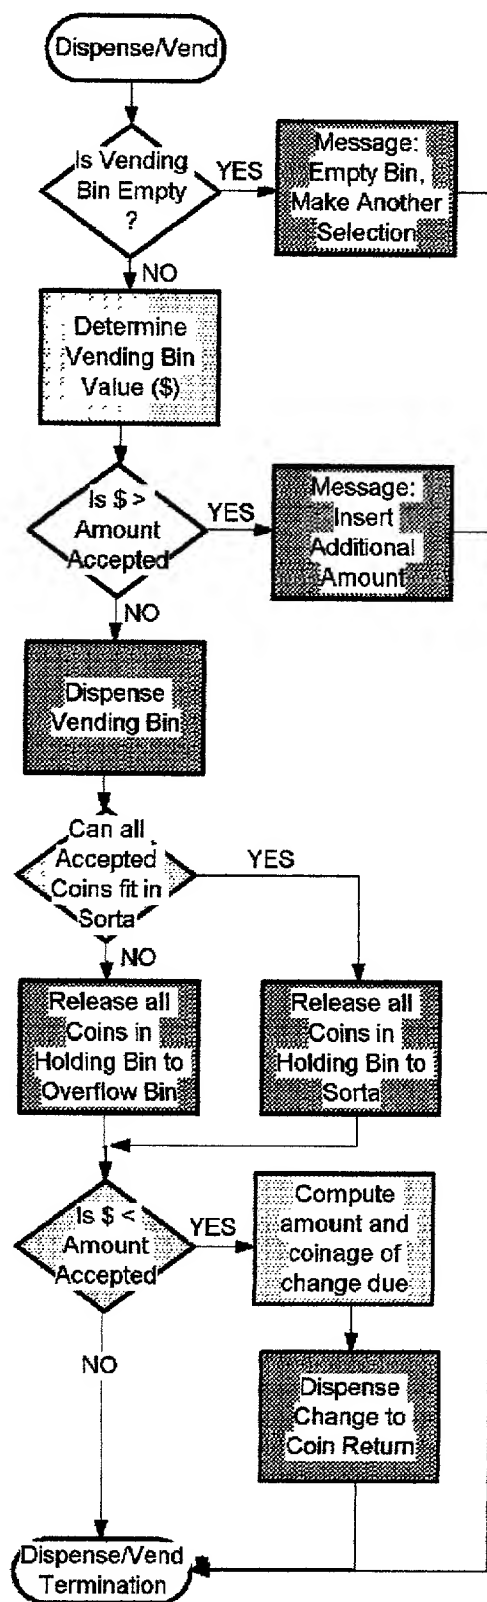 Dispense/Vend
Is Vending
Bin Empty
?
YES
Message:
Empty Bin,
Make Another
Selection
NO
Determine
Vending Bin
Value ($)
Is $ >
Amount
Accepted
YES
Message:
Insert
Additional
Amount
NO
Dispense
Vending Bin
Can all
Accepted
Coins fit in
Sorta
YES
NO
Release all
Coins in
Holding Bin to
Overflow Bin
Release all
Coins in
Holding Bin to
Sorta
Is $ <
Amount
Accepted
YES
Compute
amount and
coinage of
change due
NO
Dispense
Change to
Coin Return
Dispense/Vend
Termination